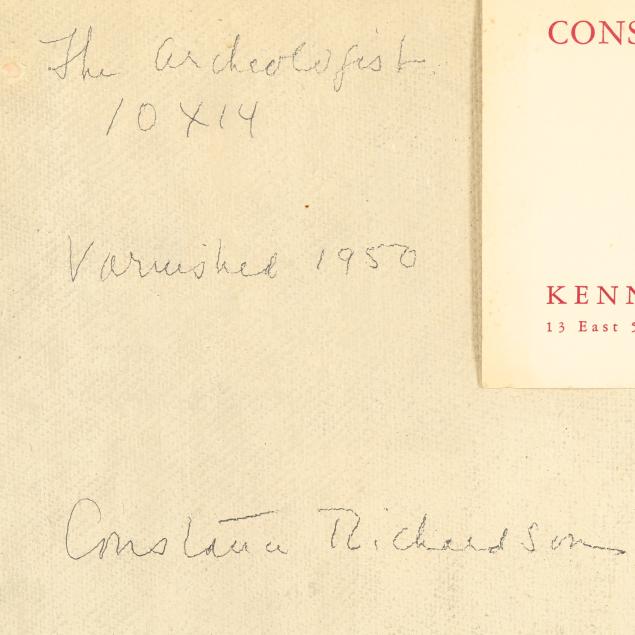 The Archeologist
10 X 14
Varnished 1950
Constance Richardson
CONS
KENN
13 East